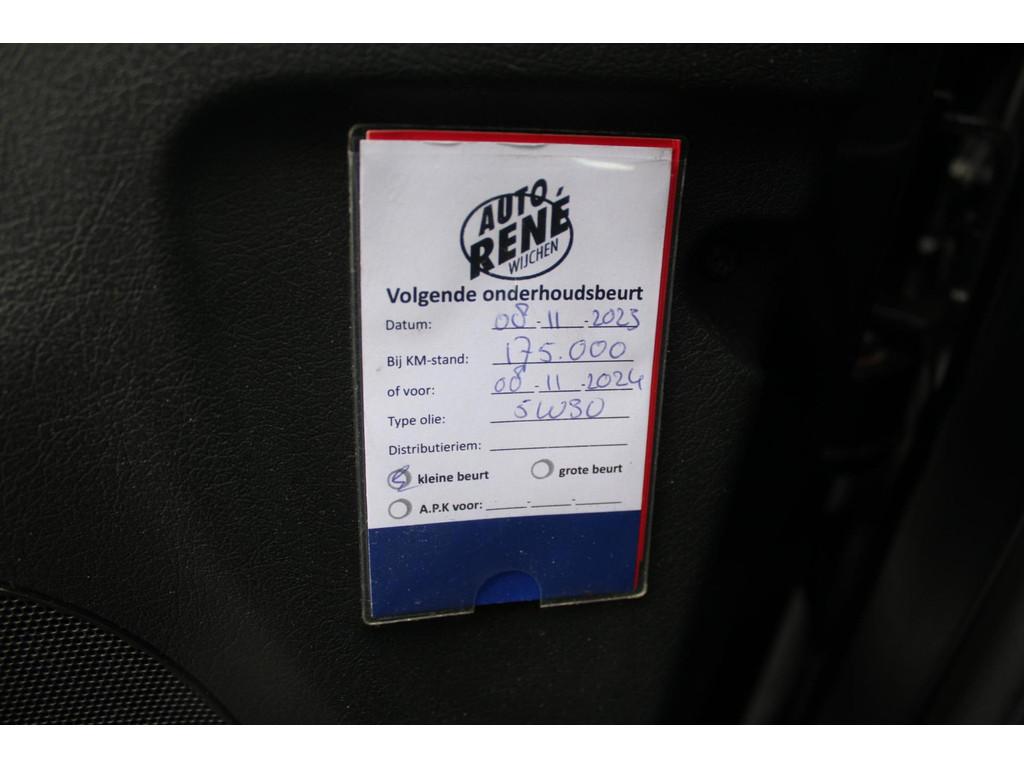 AUTO
RENÉ
WIJCHEN
Volgende onderhoudsbeurt
Datum: 08-11-2023
Bij KM-stand: 175.000
of voor: 08-11-2024
Type olie: 5W30
Distributieriem:
kleine beurt grote beurt
A.P.K voor: - -